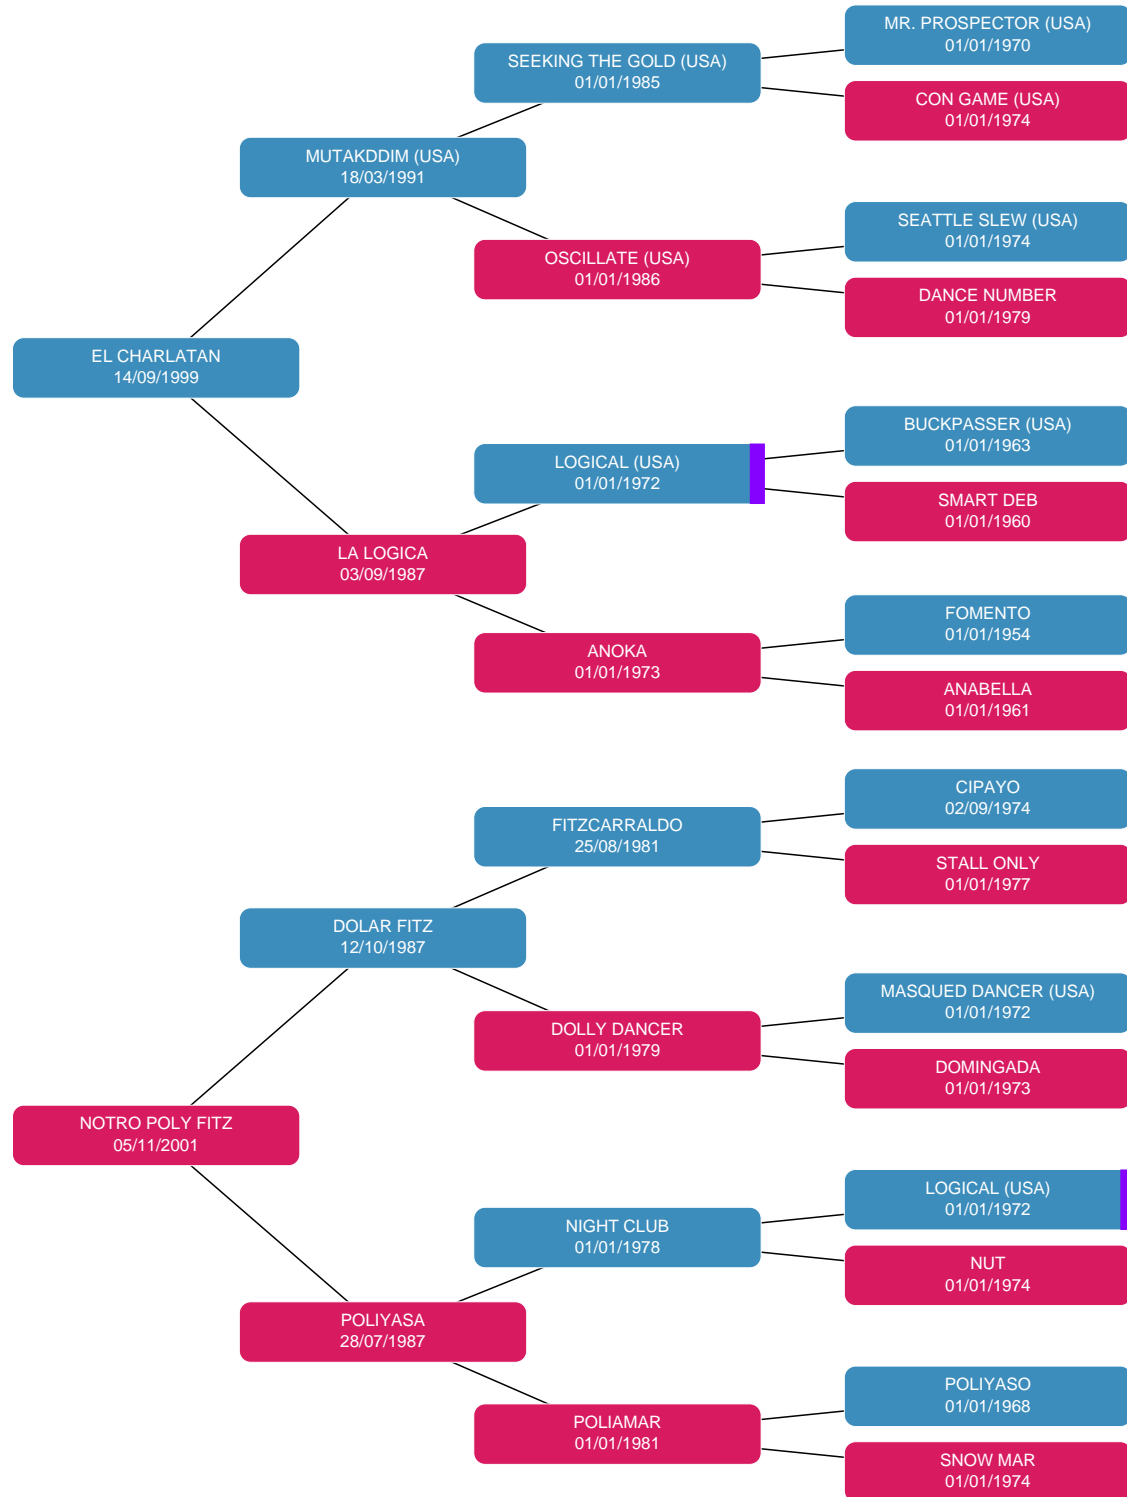 MR. PROSPECTOR (USA)
01/01/1970
SEEKING THE GOLD (USA)
01/01/1985
CON GAME (USA)
01/01/1974
MUTAKDDIM (USA)
18/03/1991
SEATTLE SLEW (USA)
01/01/1974
OSCILLATE (USA)
01/01/1986
DANCE NUMBER
01/01/1979
EL CHARLATAN
14/09/1999
BUCKPASSER (USA)
01/01/1963
LOGICAL (USA)
01/01/1972
SMART DEB
01/01/1960
LA LOGICA
03/09/1987
FOMENTO
01/01/1954
ANOKA
01/01/1973
ANABELLA
01/01/1961
CIPAYO
02/09/1974
FITZCARRALDO
25/08/1981
STALL ONLY
01/01/1977
DOLAR FITZ
12/10/1987
MASQUED DANCER (USA)
01/01/1972
DOLLY DANCER
01/01/1979
DOMINGADA
01/01/1973
NOTRO POLY FITZ
05/11/2001
LOGICAL (USA)
01/01/1972
NIGHT CLUB
01/01/1978
NUT
01/01/1974
POLIYASA
28/07/1987
POLIYASO
01/01/1968
POLIAMAR
01/01/1981
SNOW MAR
01/01/1974